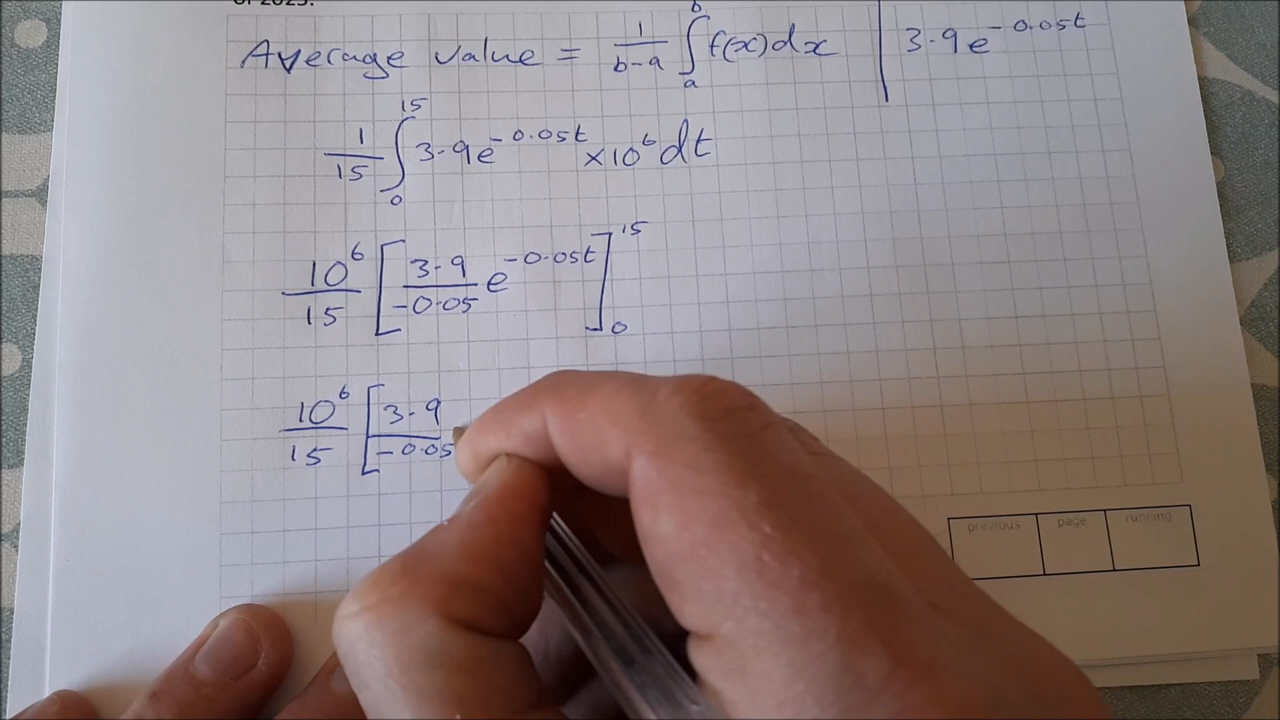 of 2025.
Average value = 1/(b-a) ∫_a^b f(x)dx | 3.9e^(-0.05t)
1/15 ∫_0^15 3.9e^(-0.05t) ×10^6 dt
10^6/15 [3.9/(-0.05) e^(-0.05t)]_0^15
10^6/15 [3.9/(-0.05)
previous page running